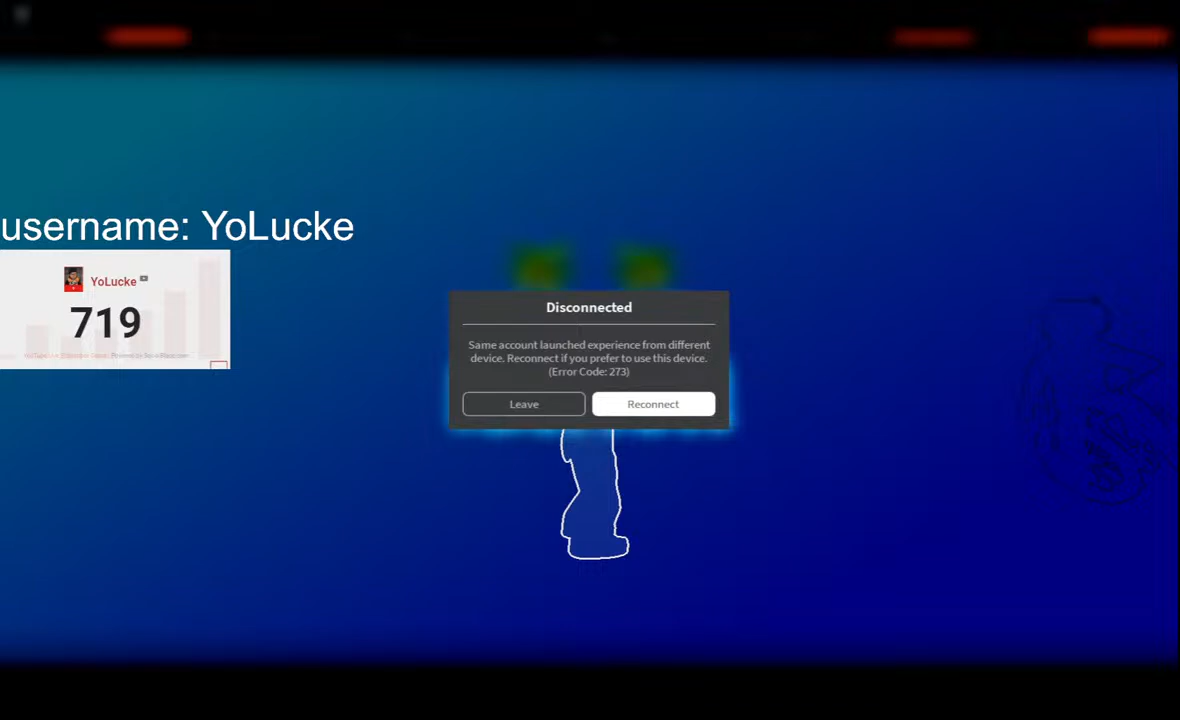 username: YoLucke
YoLucke
719
Disconnected
Same account launched experience from different
device. Reconnect if you prefer to use this device.
(Error Code: 273)
Leave
Reconnect